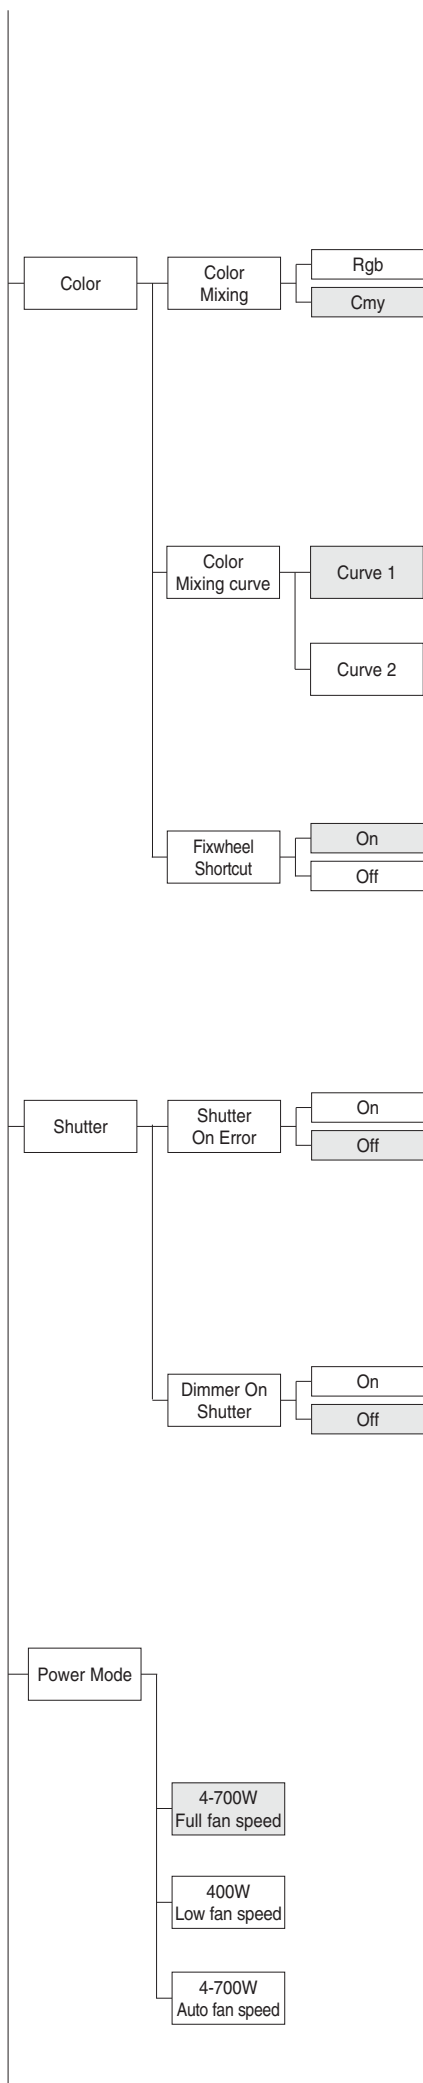 Color
Color
Mixing
Rgb
Cmy
Color
Mixing curve
Curve 1
Curve 2
Fixwheel
Shortcut
On
Off
Shutter
Shutter
On Error
On
Off
Dimmer On
Shutter
On
Off
Power Mode
4-700W
Full fan speed
400W
Low fan speed
4-700W
Auto fan speed